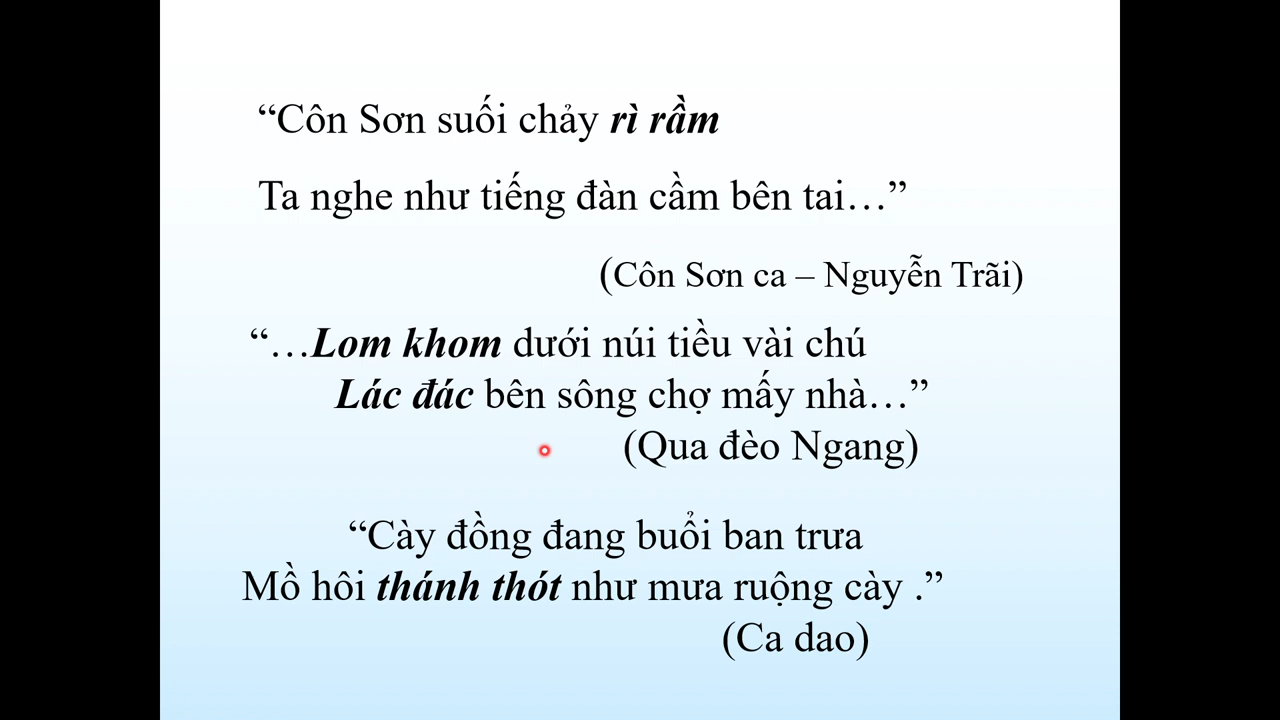 “Côn Sơn suối chảy rì rầm
Ta nghe như tiếng đàn cầm bên tai…”
(Côn Sơn ca – Nguyễn Trãi)
“…Lom khom dưới núi tiều vài chú
Lác đác bên sông chợ mấy nhà…”
(Qua đèo Ngang)
“Cày đồng đang buổi ban trưa
Mồ hôi thánh thót như mưa ruộng cày .”
(Ca dao)